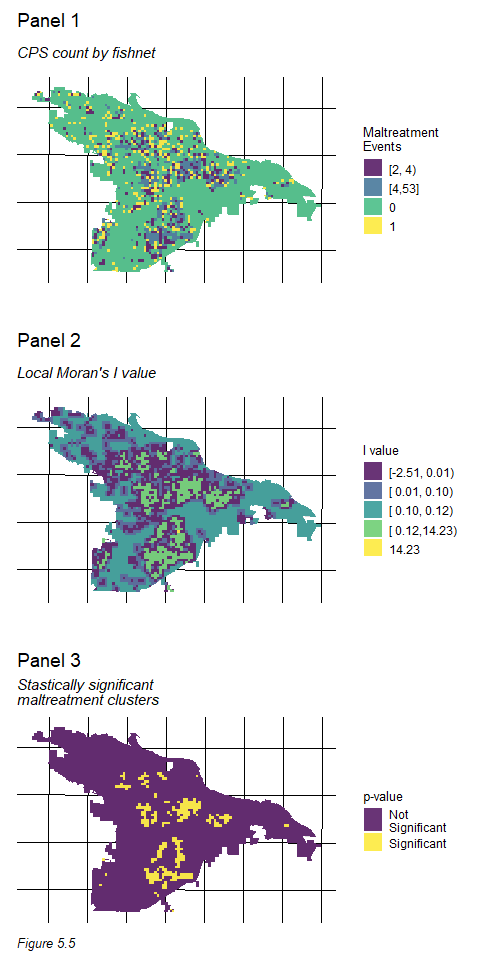 Panel 1
CPS count by fishnet
Maltreatment
Events
[2, 4)
[4,53]
0
1
Panel 2
Local Moran's I value
I value
[-2.51, 0.01)
[ 0.01, 0.10)
[ 0.10, 0.12)
[ 0.12,14.23)
14.23
Panel 3
Stastically significant
maltreatment clusters
p-value
Not
Significant
Significant
Figure 5.5